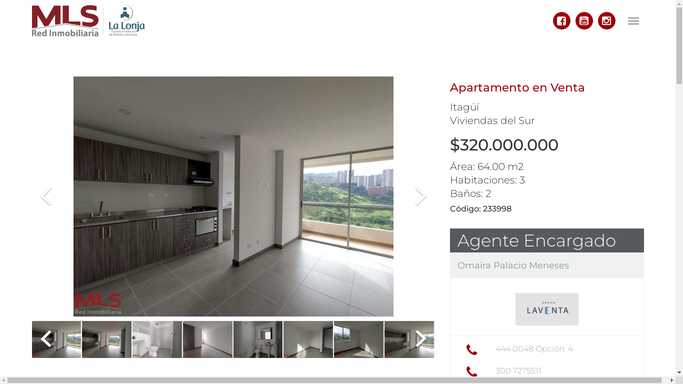 MLS
Red Inmobiliaria
La Lonja
Apartamento en Venta
Itagüí
Viviendas del Sur
$320.000.000
Área: 64.00 m2
Habitaciones: 3
Baños: 2
Código: 233998
MLS
Red Inmobiliaria
Agente Encargado
Omaira Palacio Meneses
LAVENTA
444 0048 Opción: 4
300 7275511